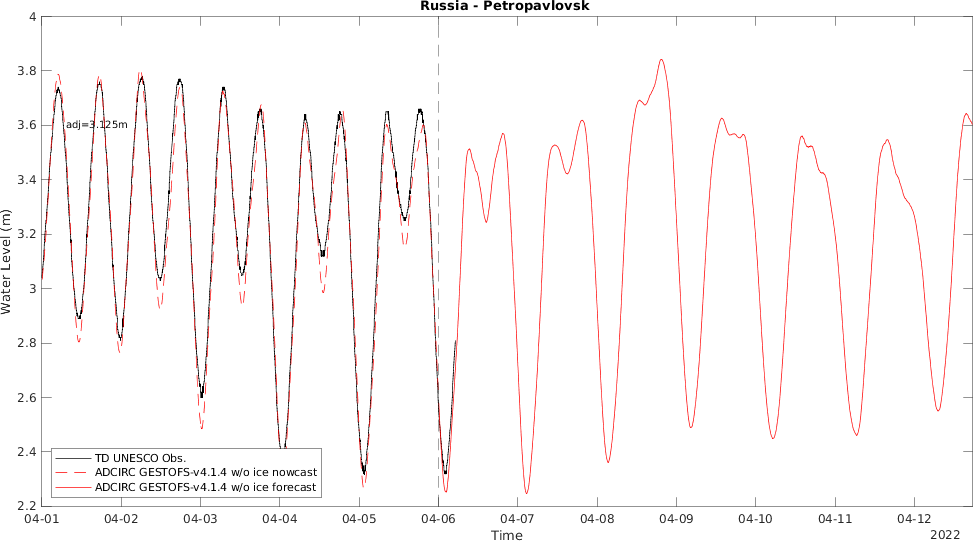 Russia - Petropavlovsk
4
3.8
3.6
3.4
3.2
3
2.8
2.6
2.4
2.2
Water Level (m)
adj=3.125m
TD UNESCO Obs.
ADCIRC GESTOFS-v4.1.4 w/o ice nowcast
ADCIRC GESTOFS-v4.1.4 w/o ice forecast
04-01 04-02 04-03 04-04 04-05 04-06 04-07 04-08 04-09 04-10 04-11 04-12
Time
2022